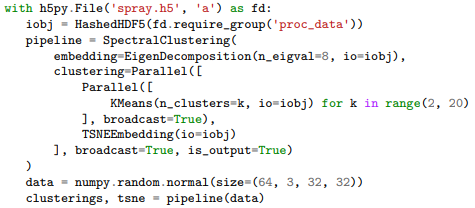 with h5py.File('spray.h5', 'a') as fd:
    iobj = HashedHDF5(fd.require_group('proc_data'))
    pipeline = SpectralClustering(
        embedding=EigenDecomposition(n_eigval=8, io=iobj),
        clustering=Parallel([
            Parallel([
                KMeans(n_clusters=k, io=iobj) for k in range(2, 20)
            ], broadcast=True),
            TSNEEmbedding(io=iobj)
        ], broadcast=True, is_output=True)
    )
    data = numpy.random.normal(size=(64, 3, 32, 32))
    clusterings, tsne = pipeline(data)